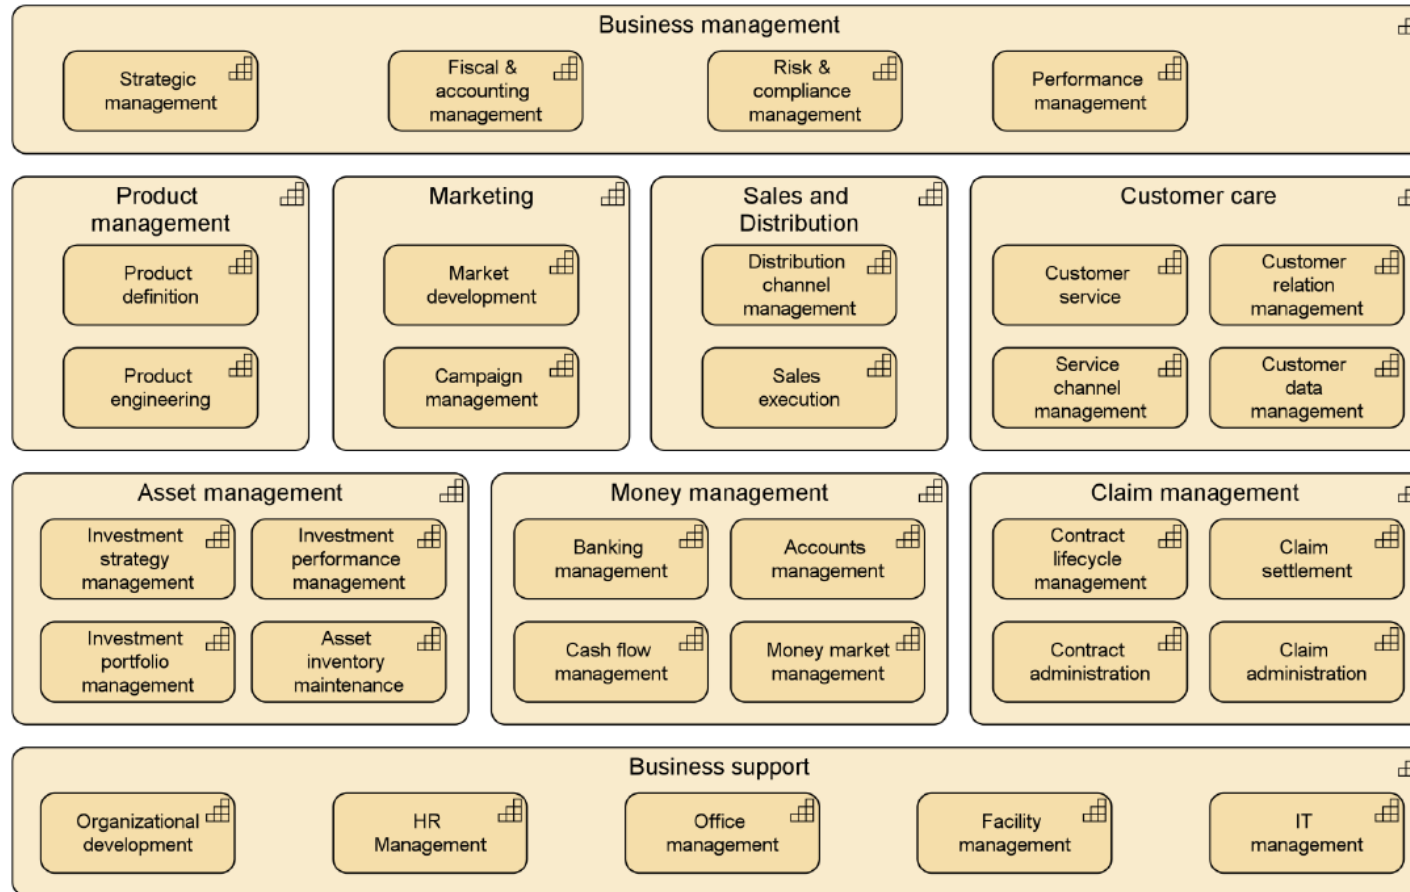 Business management
Strategic
management
Fiscal &
accounting
management
Risk &
compliance
management
Performance
management
Product
management
Product
definition
Product
engineering
Marketing
Market
development
Campaign
management
Sales and
Distribution
Distribution
channel
management
Sales
execution
Customer care
Customer
service
Customer
relation
management
Service
channel
management
Customer
data
management
Asset management
Investment
strategy
management
Investment
performance
management
Investment
portfolio
management
Asset
inventory
maintenance
Money management
Banking
management
Accounts
management
Cash flow
management
Money market
management
Claim management
Contract
lifecycle
management
Claim
settlement
Contract
administration
Claim
administration
Business support
Organizational
development
HR
Management
Office
management
Facility
management
IT
management